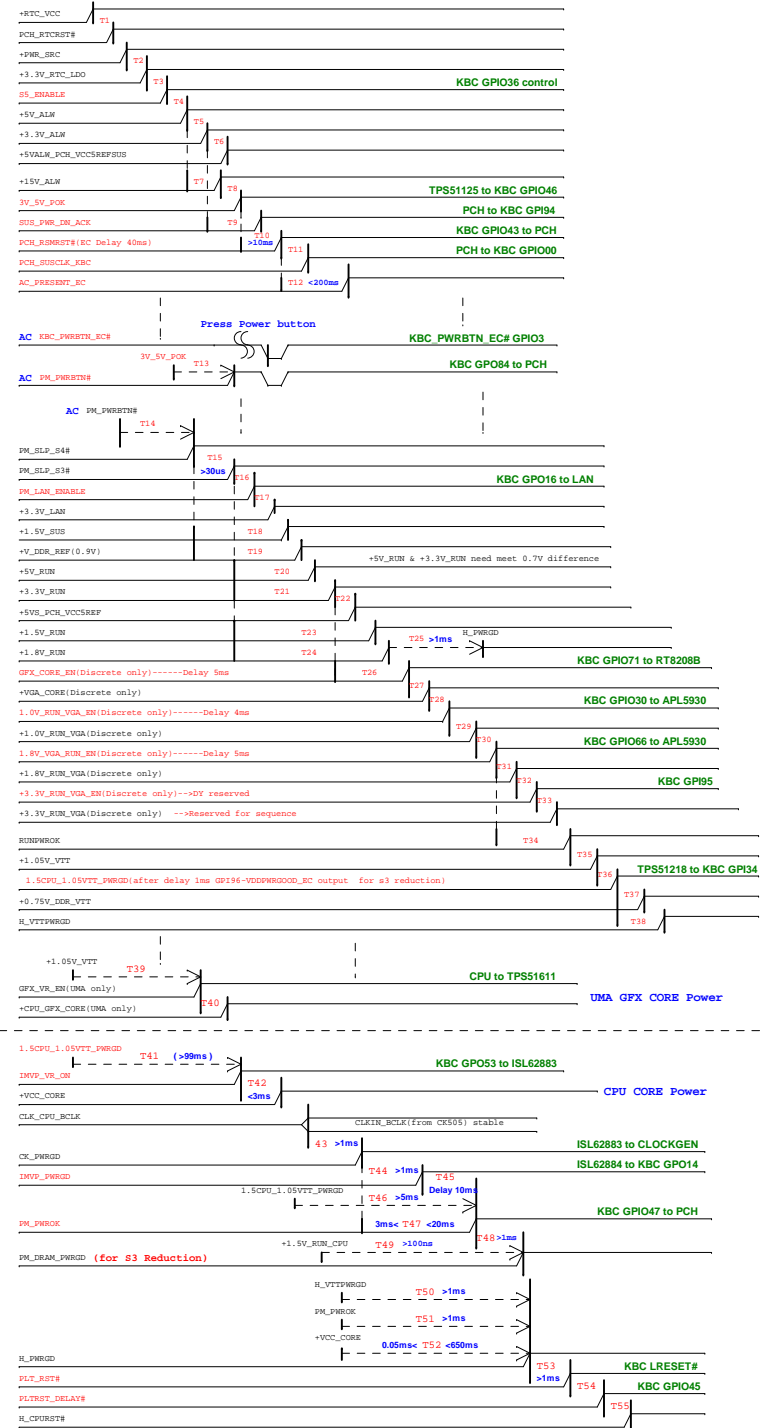 +RTC_VCC
T1
PCH_RTCRST#
+PWR_SRC
T2
+3.3V_RTC_LDO
T3
KBC GPIO36 control
S5_ENABLE
T4
+5V_ALW
T5
+3.3V_ALW
T6
+5VALW_PCH_VCC5REFSUS
+15V_ALW
T7
T8
TPS51125 to KBC GPIO46
3V_5V_POK
PCH to KBC GPI94
SUS_PWR_DN_ACK
T9
T10
KBC GPIO43 to PCH
PCH_RSMRST#(EC Delay 40ms)
>10ms
T11
PCH to KBC GPIO00
PCH_SUSCLK_KBC
AC_PRESENT_EC
T12 <200ms
Press Power button
AC KBC_PWRBTN_EC#
KBC_PWRBTN_EC# GPIO3
3V_5V_POK
T13
KBC GPO84 to PCH
AC PM_PWRBTN#
AC PM_PWRBTN#
T14
PM_SLP_S4#
T15
PM_SLP_S3#
>30us
T16
KBC GPO16 to LAN
PM_LAN_ENABLE
T17
+3.3V_LAN
+1.5V_SUS
T18
+V_DDR_REF(0.9V)
T19
+5V_RUN & +3.3V_RUN need meet 0.7V difference
+5V_RUN
T20
+3.3V_RUN
T21
T22
+5VS_PCH_VCC5REF
+1.5V_RUN
T23
T25 >1ms
H_PWRGD
+1.8V_RUN
T24
KBC GPIO71 to RT8208B
GFX_CORE_EN(Discrete only)------Delay 5ms
T26
+VGA_CORE(Discrete only)
T27
T28
KBC GPIO30 to APL5930
1.0V_RUN_VGA_EN(Discrete only)------Delay 4ms
T29
+1.0V_RUN_VGA(Discrete only)
T30
KBC GPIO66 to APL5930
1.8V_VGA_RUN_EN(Discrete only)------Delay 5ms
T31
+1.8V_RUN_VGA(Discrete only)
T32
KBC GPI95
+3.3V_RUN_VGA_EN(Discrete only)-->DY reserved
T33
+3.3V_RUN_VGA(Discrete only) -->Reserved for sequence
RUNPWROK
T34
T35
+1.05V_VTT
T36
TPS51218 to KBC GPI34
1.5CPU_1.05VTT_PWRGD(after delay 1ms GPI96-VDDPWRGOOD_EC output for s3 reduction)
T37
+0.75V_DDR_VTT
H_VTTPWRGD
T38
+1.05V_VTT
T39
CPU to TPS51611
GFX_VR_EN(UMA only)
UMA GFX CORE Power
+CPU_GFX_CORE(UMA only)
T40
1.5CPU_1.05VTT_PWRGD
T41 (>99ms)
KBC GPO53 to ISL62883
IMVP_VR_ON
T42
+VCC_CORE
<3ms
CPU CORE Power
CLK_CPU_BCLK
CLKIN_BCLK(from CK505) stable
43 >1ms
ISL62883 to CLOCKGEN
CK_PWRGD
T44 >1ms
ISL62884 to KBC GPO14
IMVP_PWRGD
T45
1.5CPU_1.05VTT_PWRGD
Delay 10ms
T46 >5ms
KBC GPIO47 to PCH
PM_PWROK
3ms< T47 <20ms
+1.5V_RUN_CPU
T48 >1ms
T49 >100ns
PM_DRAM_PWRGD (for S3 Reduction)
H_VTTPWRGD
T50 >1ms
PM_PWROK
T51 >1ms
+VCC_CORE
0.05ms< T52 <650ms
H_PWRGD
T53
KBC LRESET#
PLT_RST#
>1ms
T54
KBC GPIO45
PLTRST_DELAY#
T55
H_CPURST#